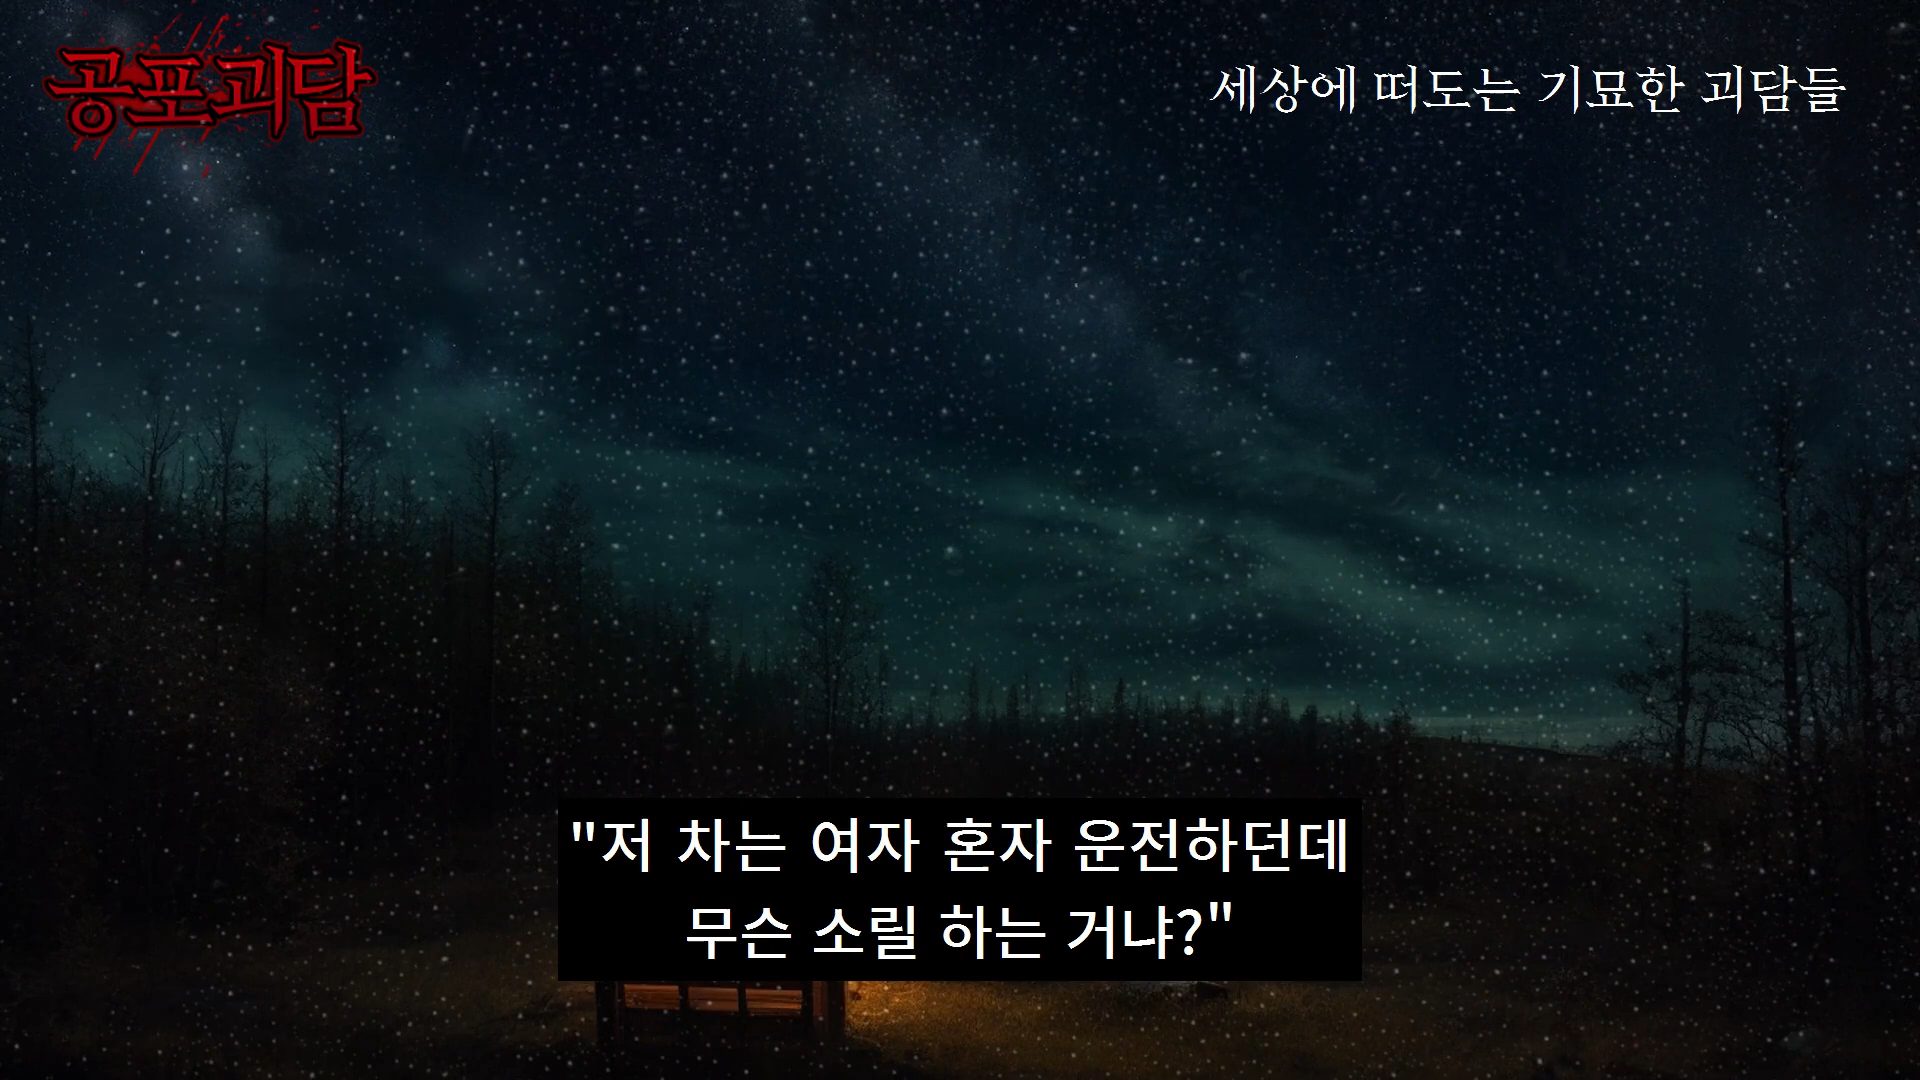 공포괴담
세상에 떠도는 기묘한 괴담들
"저 차는 여자 혼자 운전하던데
무슨 소릴 하는 거냐?"